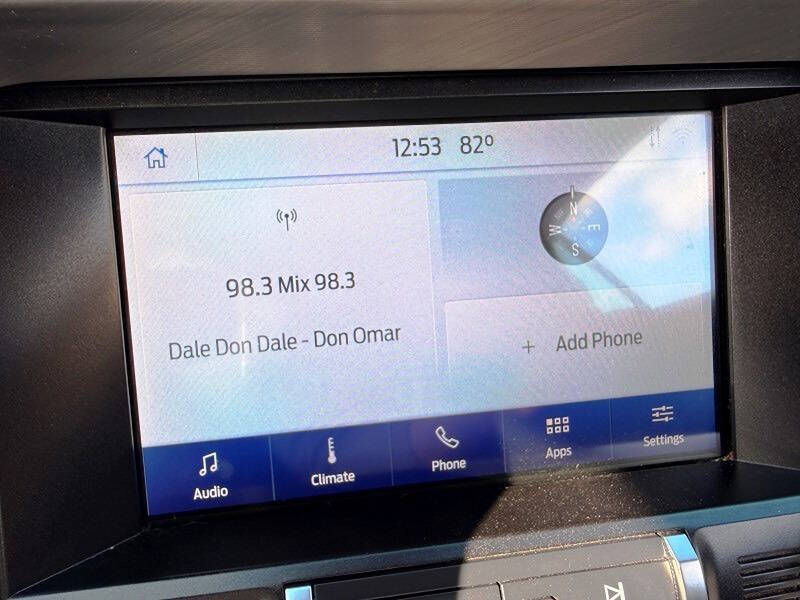 12:53 82º
N
W E
S
98.3 Mix 98.3
Dale Don Dale - Don Omar
+ Add Phone
Audio
Climate
Phone
Apps
Settings